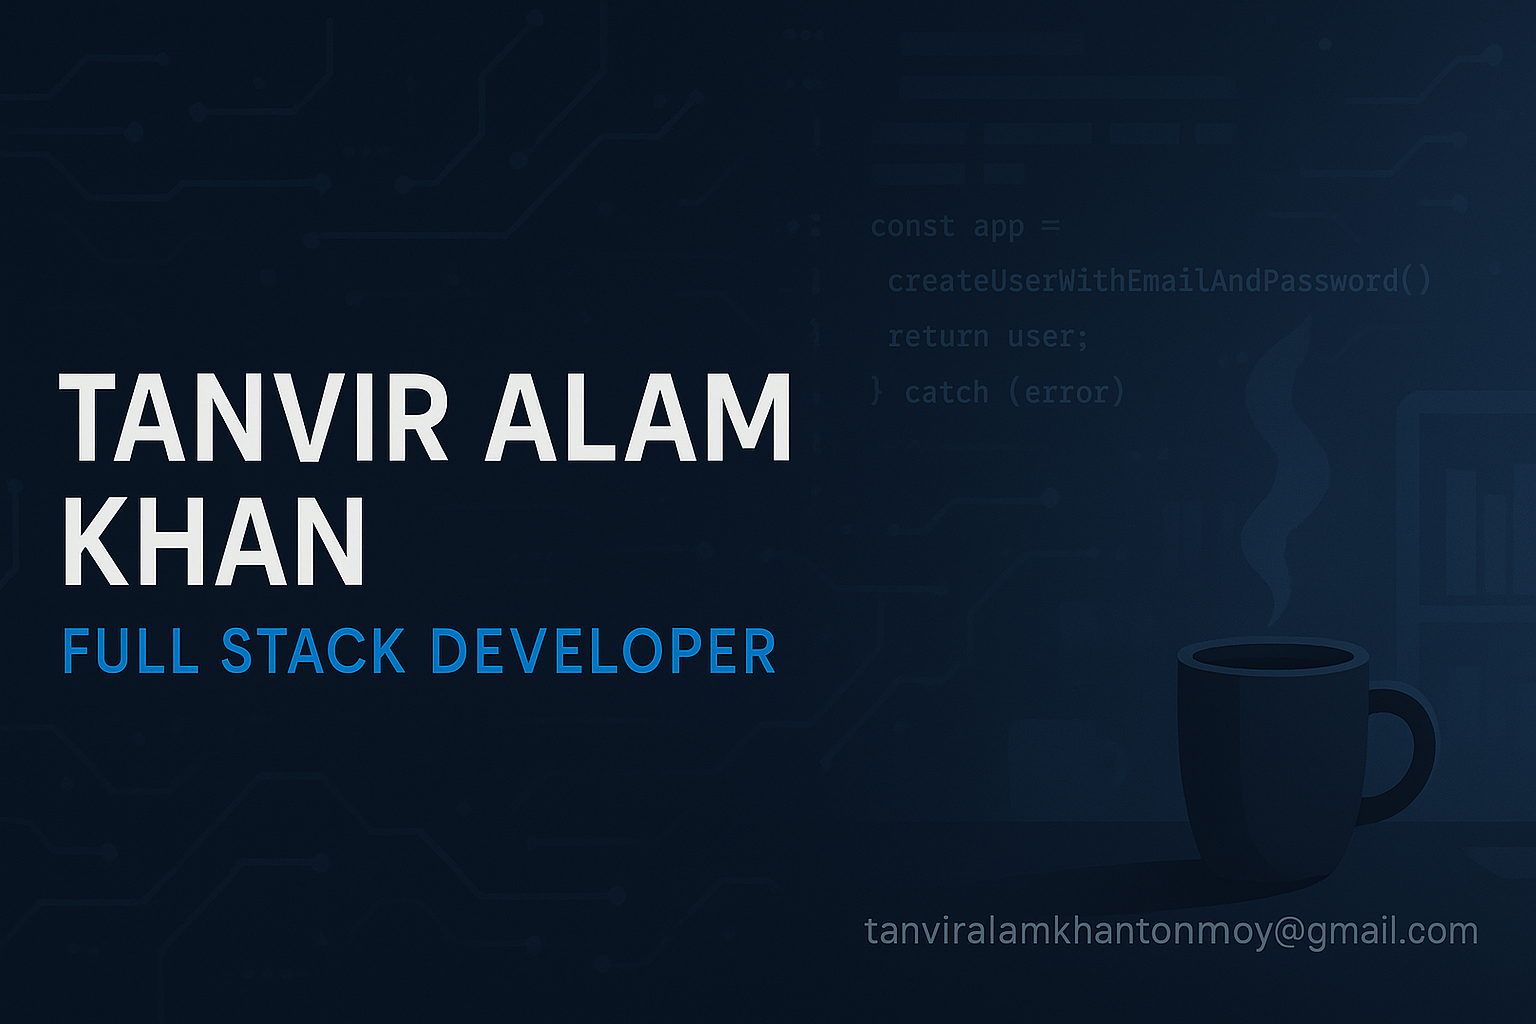 const app =
createUserWithEmailAndPassword()
return user;
} catch (error)
TANVIR ALAM
KHAN
FULL STACK DEVELOPER
tanviralamkhantonmoy@gmail.com